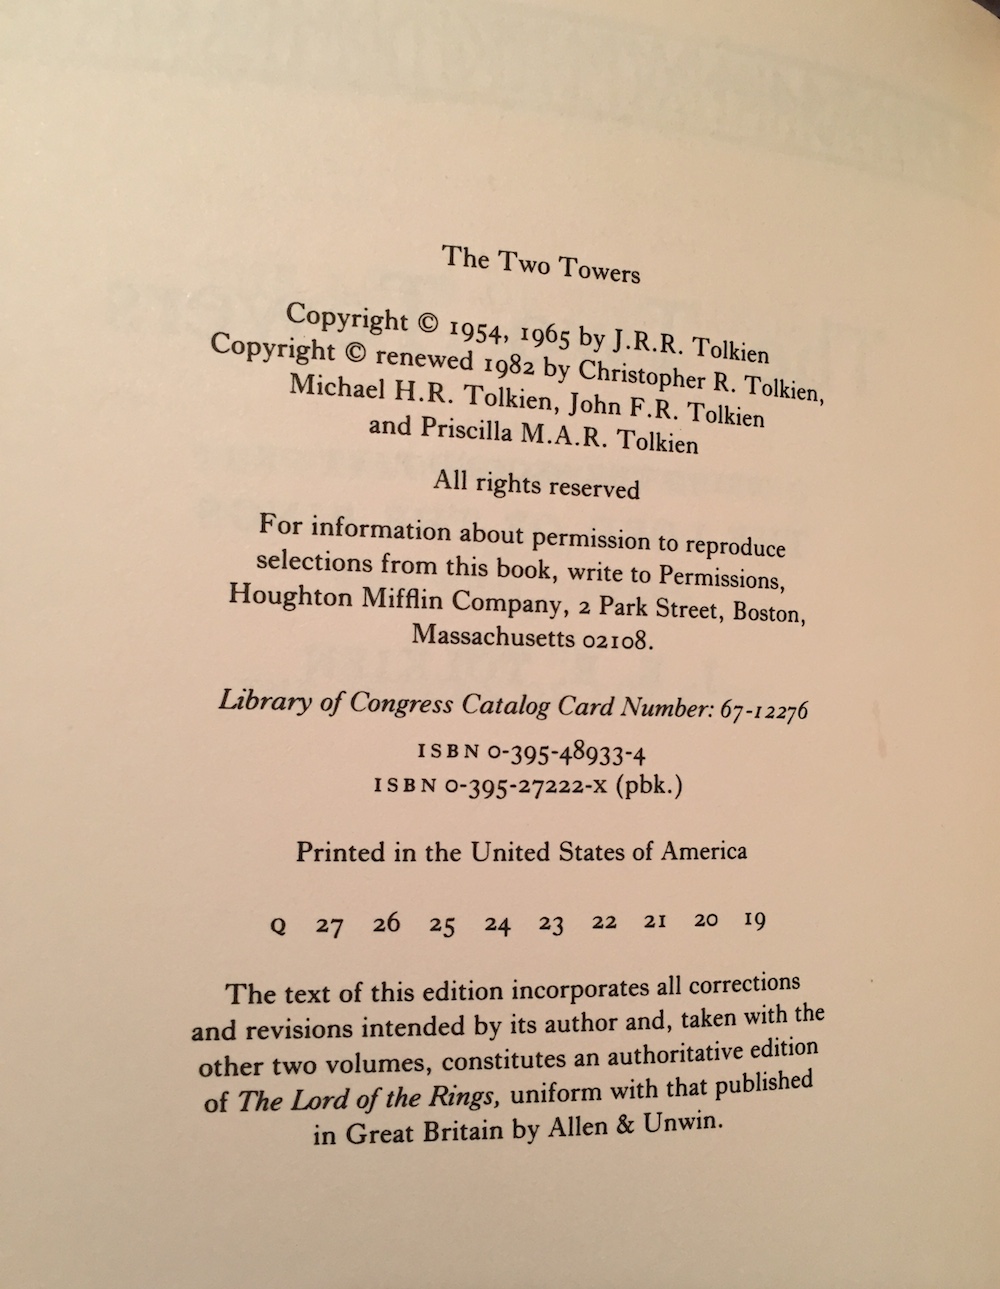 The Two Towers
Copyright © 1954, 1965 by J.R.R. Tolkien
Copyright © renewed 1982 by Christopher R. Tolkien,
Michael H.R. Tolkien, John F.R. Tolkien
and Priscilla M.A.R. Tolkien
All rights reserved
For information about permission to reproduce
selections from this book, write to Permissions,
Houghton Mifflin Company, 2 Park Street, Boston,
Massachusetts 02108.
Library of Congress Catalog Card Number: 67-12276
ISBN 0-395-48933-4
ISBN 0-395-27222-X (pbk.)
Printed in the United States of America
Q 27 26 25 24 23 22 21 20 19
The text of this edition incorporates all corrections
and revisions intended by its author and, taken with the
other two volumes, constitutes an authoritative edition
of The Lord of the Rings, uniform with that published
in Great Britain by Allen & Unwin.